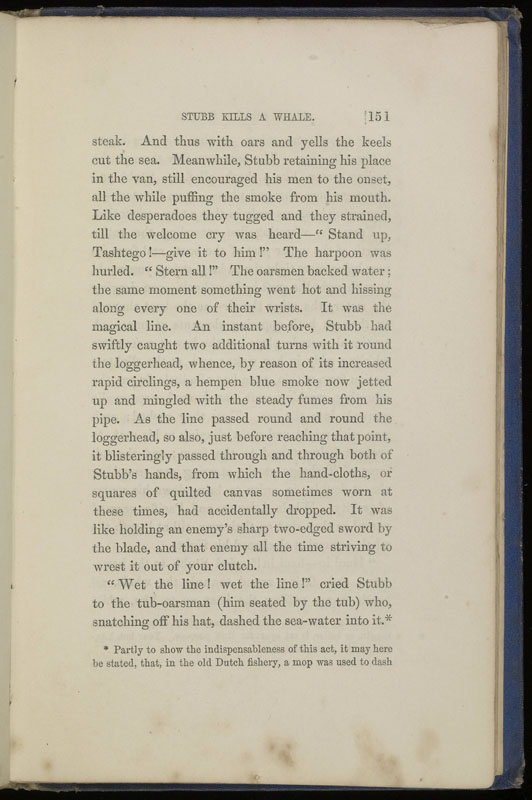 STUBB KILLS A WHALE. 151
steak. And thus with oars and yells the keels
cut the sea. Meanwhile, Stubb retaining his place
in the van, still encouraged his men to the onset,
all the while puffing the smoke from his mouth.
Like desperadoes they tugged and they strained,
till the welcome cry was heard—“ Stand up,
Tashtego!—give it to him!” The harpoon was
hurled. “ Stern all!” The oarsmen backed water;
the same moment something went hot and hissing
along every one of their wrists. It was the
magical line. An instant before, Stubb had
swiftly caught two additional turns with it round
the loggerhead, whence, by reason of its increased
rapid circlings, a hempen blue smoke now jetted
up and mingled with the steady fumes from his
pipe. As the line passed round and round the
loggerhead, so also, just before reaching that point,
it blisteringly passed through and through both of
Stubb’s hands, from which the hand-cloths, or
squares of quilted canvas sometimes worn at
these times, had accidentally dropped. It was
like holding an enemy’s sharp two-edged sword by
the blade, and that enemy all the time striving to
wrest it out of your clutch.
“ Wet the line! wet the line!” cried Stubb
to the tub-oarsman (him seated by the tub) who,
snatching off his hat, dashed the sea-water into it.*
* Partly to show the indispensableness of this act, it may here
be stated, that, in the old Dutch fishery, a mop was used to dash